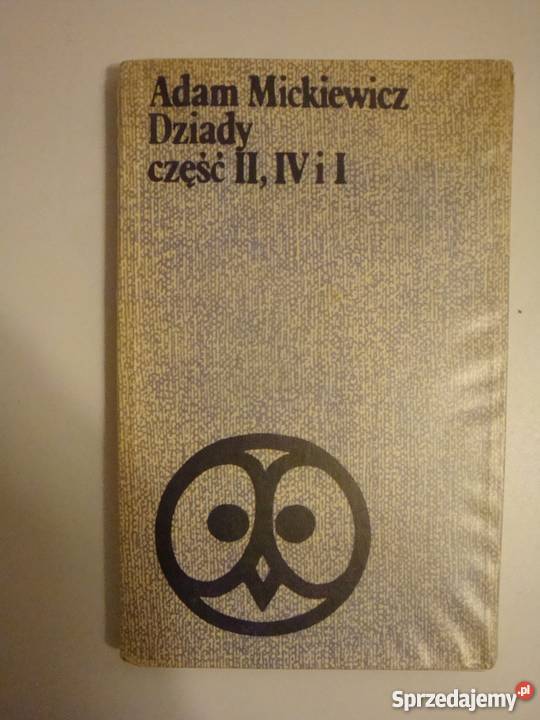 Adam Mickiewicz
Dziady
część II, IV i I
Sprzedajemy.pl